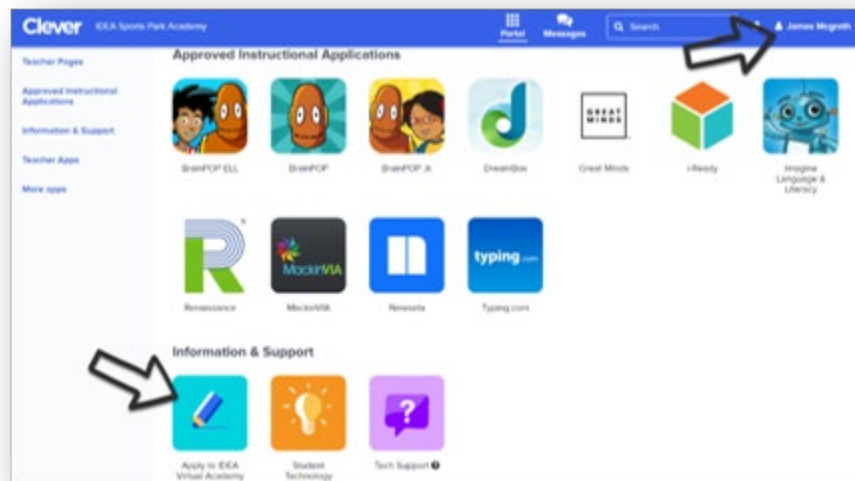 Clever IDEA Sports Park Academy
Portal
Messages
Search
James Mcgrath
Teacher Pages
Approved Instructional
Applications
Information & Support
Teacher Apps
More apps
Approved Instructional Applications
BrainPOP ELL
BrainPOP
BrainPOP Jr.
DreamBox
GREAT
MINDS
Great Minds
i-Ready
Imagine
Language &
Literacy
R
Renaissance
MackinVIA
MackinVIA
Newsela
typing.com
Typing.com
Information & Support
Apply to IDEA
Virtual Academy
Student
Technology
?
Tech Support